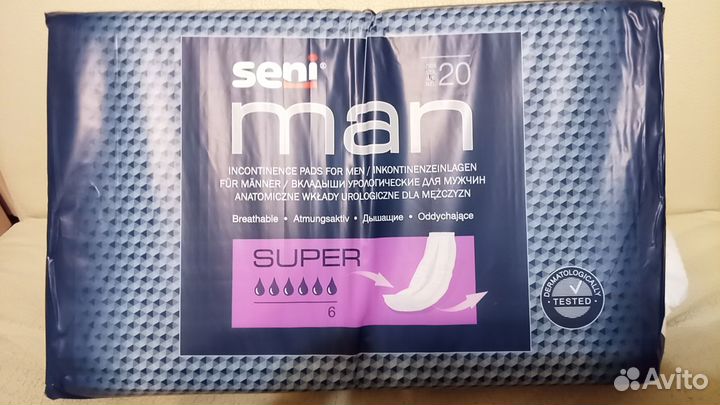 seni®
20
man
INCONTINENCE PADS FOR MEN / INKONTINENZEINLAGEN
FÜR MÄNNER / ВКЛАДЫШИ УРОЛОГИЧЕСКИЕ ДЛЯ МУЖЧИН
ANATOMICZNE WKŁADY UROLOGICZNE DLA MĘŻCZYZN
Breathable • Atmungsaktiv • Дышащие • Oddychające
SUPER
6
DERMATOLOGICALLY
TESTED
Avito